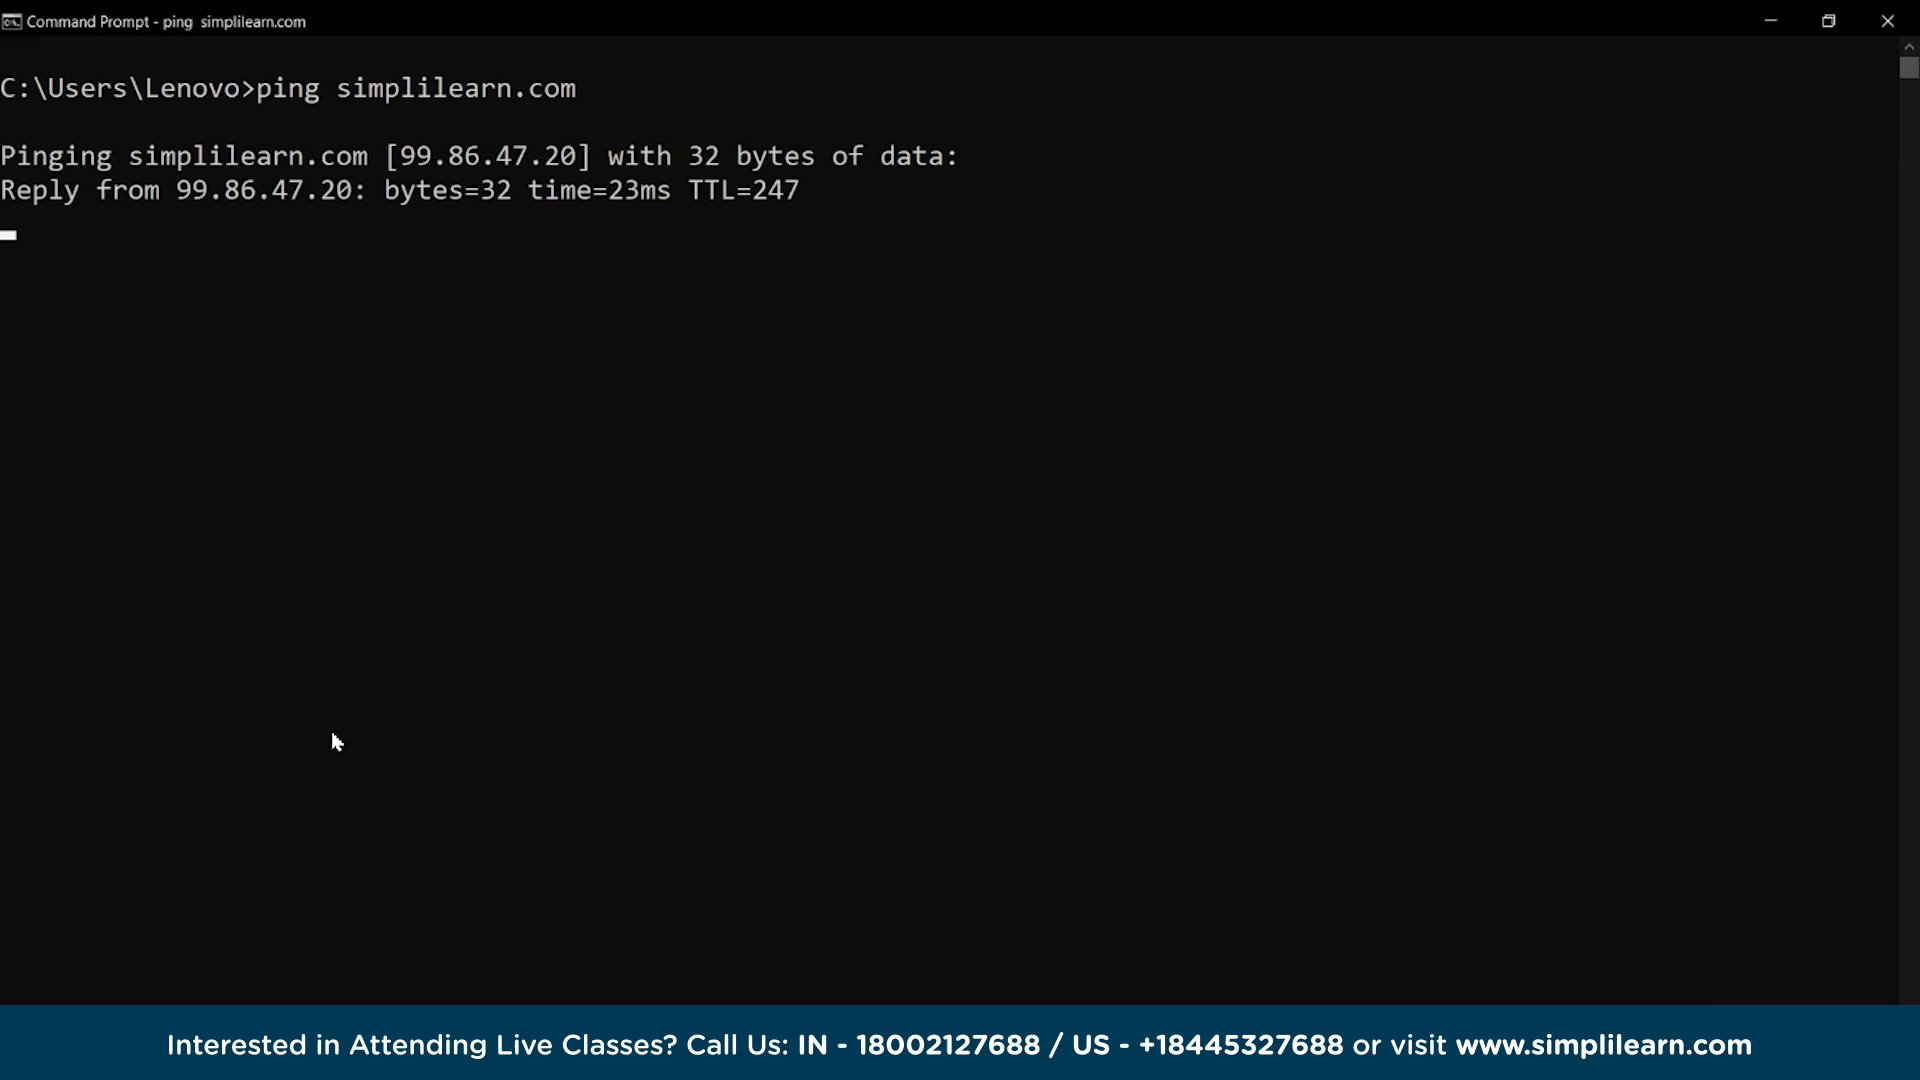 Command Prompt - ping  simplilearn.com
C:\Users\Lenovo>ping simplilearn.com
Pinging simplilearn.com [99.86.47.20] with 32 bytes of data:
Reply from 99.86.47.20: bytes=32 time=23ms TTL=247
Interested in Attending Live Classes? Call Us: IN - 18002127688 / US - +18445327688 or visit www.simplilearn.com